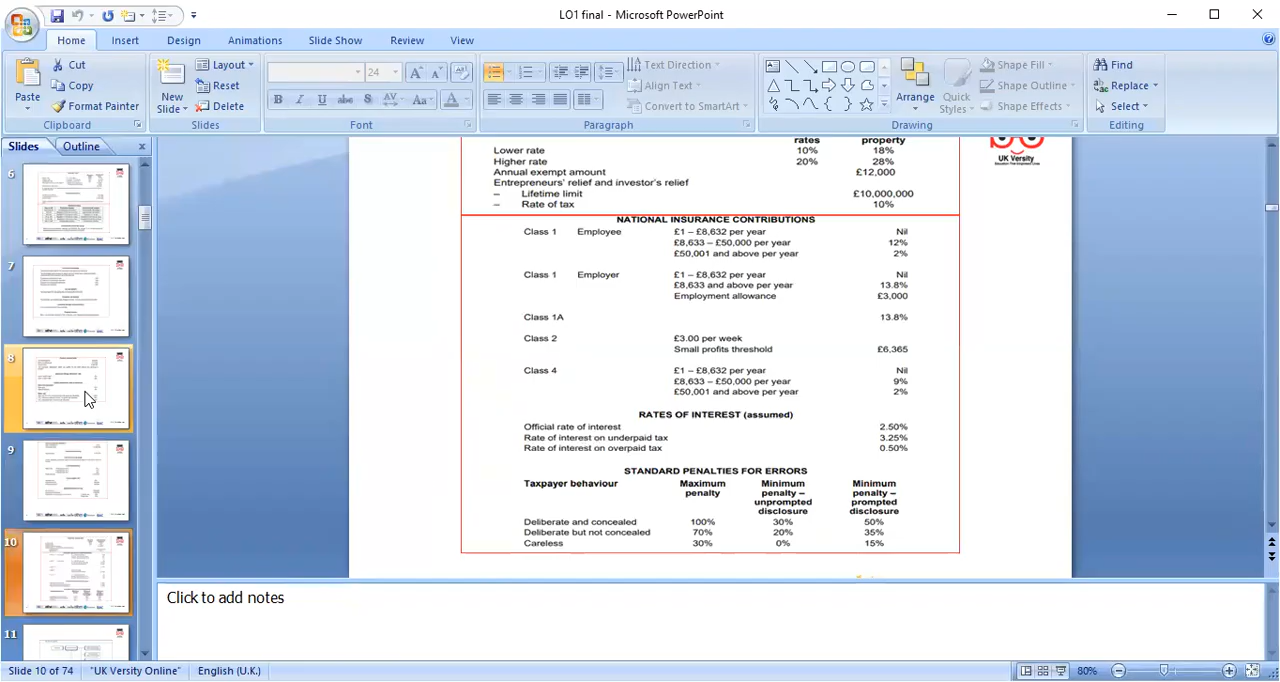 LO1 final - Microsoft PowerPoint
Home Insert Design Animations Slide Show Review View
Paste
Cut
Copy
Format Painter
Clipboard
New Slide
Layout
Reset
Delete
Slides
24
B I U abc S AV Aa A
Font
Text Direction
Align Text
Convert to SmartArt
Paragraph
Arrange
Quick Styles
Shape Fill
Shape Outline
Shape Effects
Drawing
Find
Replace
Select
Editing
Slides Outline
6
7
8
9
10
11
rates property
Lower rate 10% 18%
Higher rate 20% 28%
Annual exempt amount £12,000
Entrepreneurs' relief and investor's relief
– Lifetime limit £10,000,000
– Rate of tax 10%
UK Versity
NATIONAL INSURANCE CONTRIBUTIONS
Class 1 Employee £1 – £8,632 per year Nil
£8,633 – £50,000 per year 12%
£50,001 and above per year 2%
Class 1 Employer £1 – £8,632 per year Nil
£8,633 and above per year 13.8%
Employment allowance £3,000
Class 1A 13.8%
Class 2 £3.00 per week
Small profits threshold £6,365
Class 4 £1 – £8,632 per year Nil
£8,633 – £50,000 per year 9%
£50,001 and above per year 2%
RATES OF INTEREST (assumed)
Official rate of interest 2.50%
Rate of interest on underpaid tax 3.25%
Rate of interest on overpaid tax 0.50%
STANDARD PENALTIES FOR ERRORS
Taxpayer behaviour Maximum Minimum Minimum
penalty penalty – penalty –
unprompted prompted
disclosure disclosure
Deliberate and concealed 100% 30% 50%
Deliberate but not concealed 70% 20% 35%
Careless 30% 0% 15%
Click to add notes
Slide 10 of 74 "UK Versity Online" English (U.K.) 80%